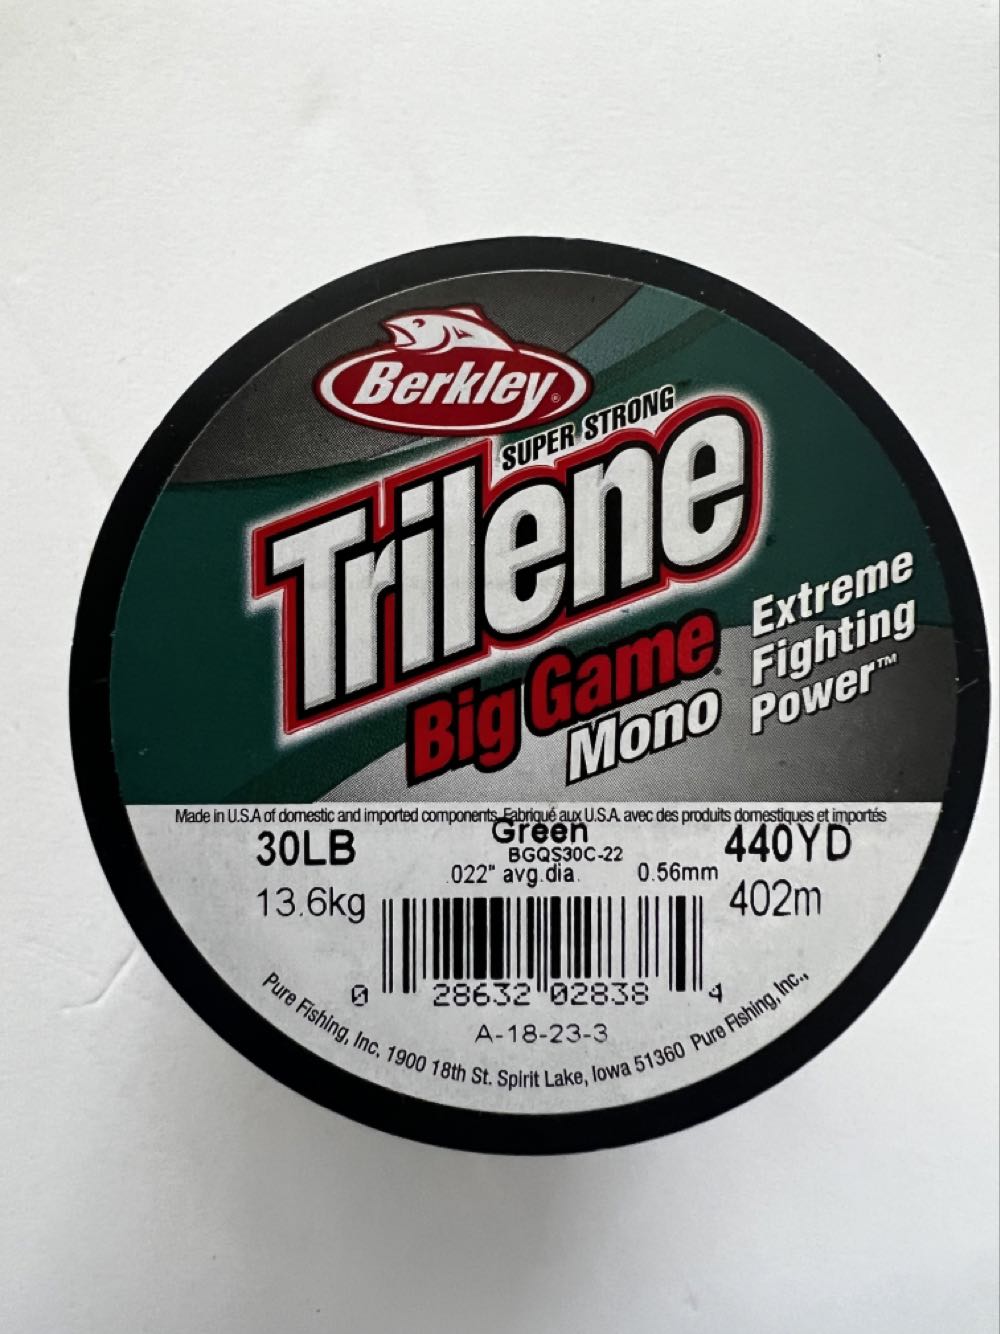 Berkley®
SUPER STRONG
Trilene
Big Game®
Mono
Extreme
Fighting
Power™
Made in U.S.A of domestic and imported components Fabriqué aux U.S.A. avec des produits domestiques et importés
30LB Green 440YD
BGQS30C-22
.022" avg.dia. 0.56mm
13.6kg 402m
0 28632 02838 4
A-18-23-3
Pure Fishing, Inc. 1900 18th St. Spirit Lake, Iowa 51360 Pure Fishing, Inc.,